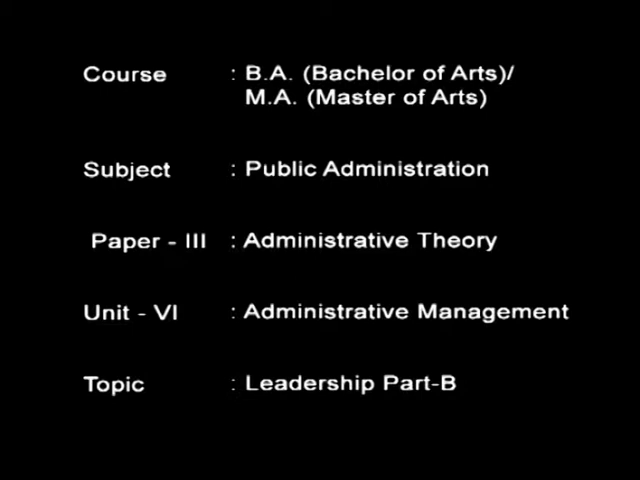 Course : B.A. (Bachelor of Arts)/
M.A. (Master of Arts)
Subject : Public Administration
Paper - III : Administrative Theory
Unit - VI : Administrative Management
Topic : Leadership Part-B